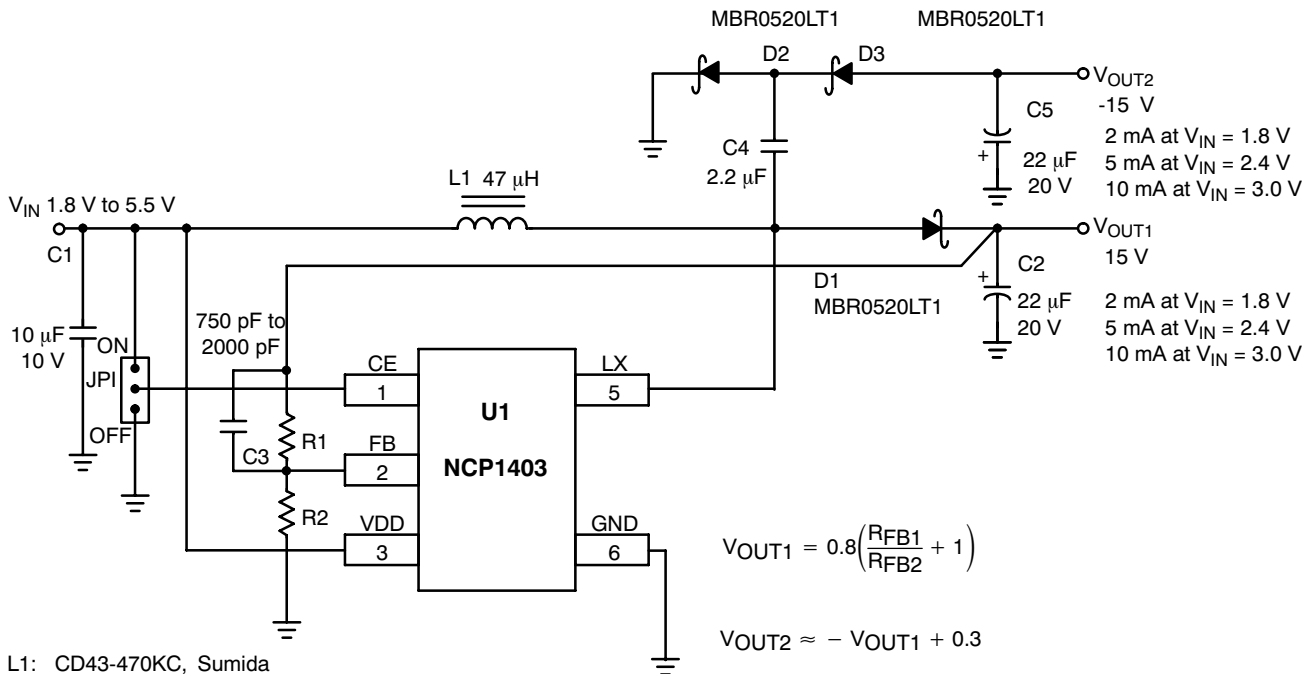 MBR0520LT1
MBR0520LT1
D2
D3
VOUT2
-15 V
2 mA at VIN = 1.8 V
5 mA at VIN = 2.4 V
10 mA at VIN = 3.0 V
C5
+
22 μF
20 V
C4
2.2 μF
L1 47 μH
VIN 1.8 V to 5.5 V
C1
10 μF
10 V
ON
JPI
OFF
VOUT1
15 V
2 mA at VIN = 1.8 V
5 mA at VIN = 2.4 V
10 mA at VIN = 3.0 V
C2
+
22 μF
20 V
D1
MBR0520LT1
750 pF to
2000 pF
C3
R1
R2
CE
1
FB
2
VDD
3
U1
NCP1403
LX
5
GND
6
VOUT1 = 0.8(RFB1/RFB2 + 1)
VOUT2 ≈ − VOUT1 + 0.3
L1: CD43-470KC, Sumida